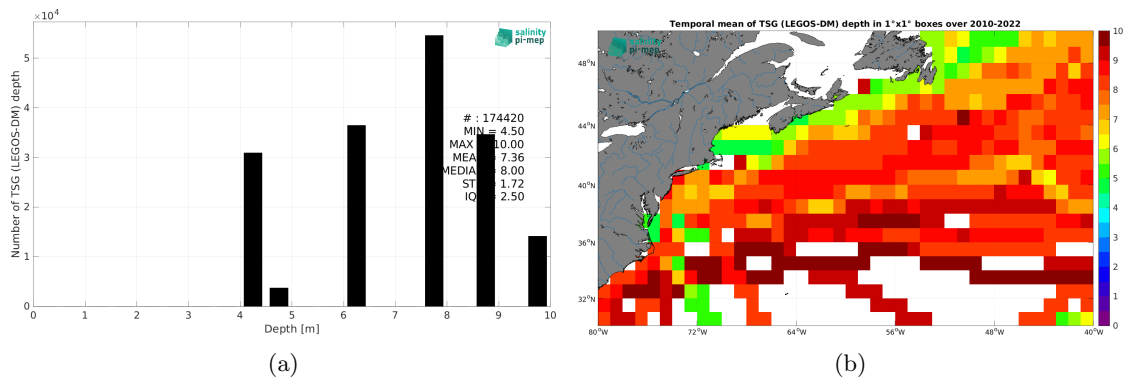 ×10⁴
5
4
3
2
1
0
Number of TSG (LEGOS-DM) depth
0 1 2 3 4 5 6 7 8 9 10
Depth [m]
salinity
pi-mep
# : 174420
MIN = 4.50
MAX 10.00
MEA = 7.36
MEDIA = 8.00
ST = 1.72
IQ = 2.50
(a)
Temporal mean of TSG (LEGOS-DM) depth in 1°x1° boxes over 2010-2022
salinity
pi-mep
48°N
44°N
40°N
36°N
32°N
80°W 72°W 64°W 56°W 48°W 40°W
10
9
8
7
6
5
4
3
2
1
0
(b)